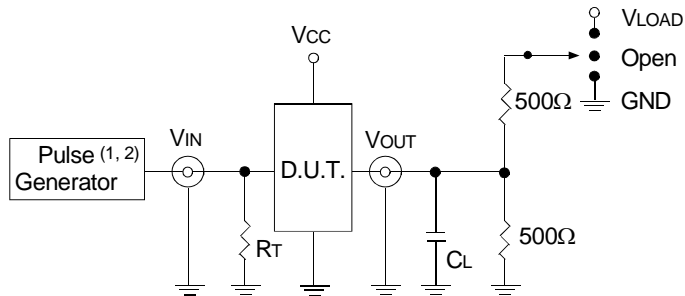 VLOAD
VCC
Open
500Ω
GND
VIN
VOUT
Pulse (1, 2)
Generator
D.U.T.
RT
CL
500Ω